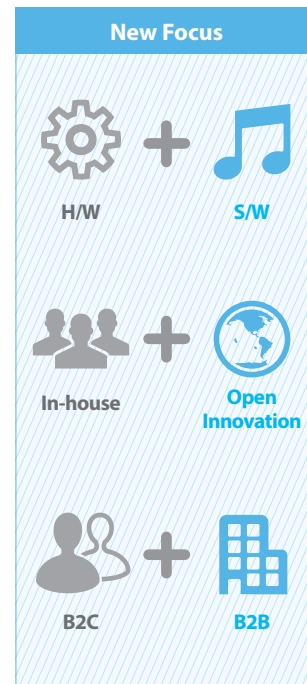 New Focus
H/W
S/W
In-house
Open
Innovation
B2C
B2B